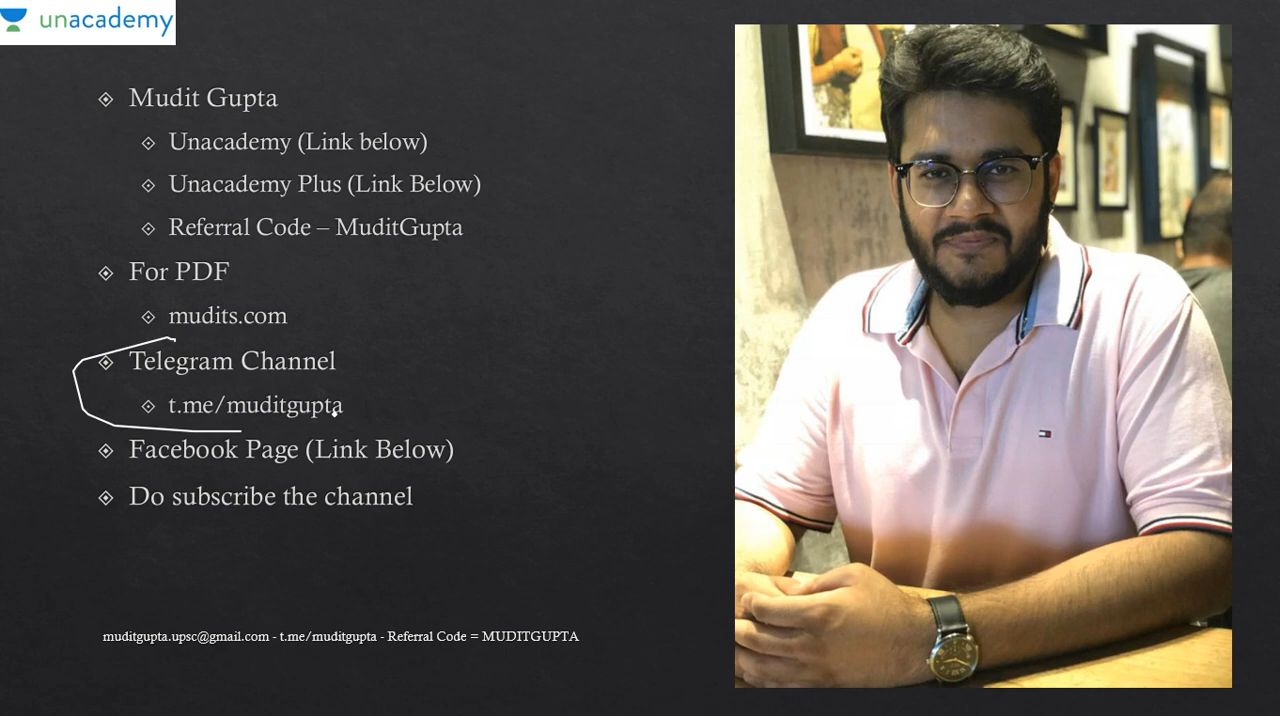 unacademy
Mudit Gupta
Unacademy (Link below)
Unacademy Plus (Link Below)
Referral Code – MuditGupta
For PDF
mudits.com
Telegram Channel
t.me/muditgupta
Facebook Page (Link Below)
Do subscribe the channel
muditgupta.upsc@gmail.com - t.me/muditgupta - Referral Code = MUDITGUPTA